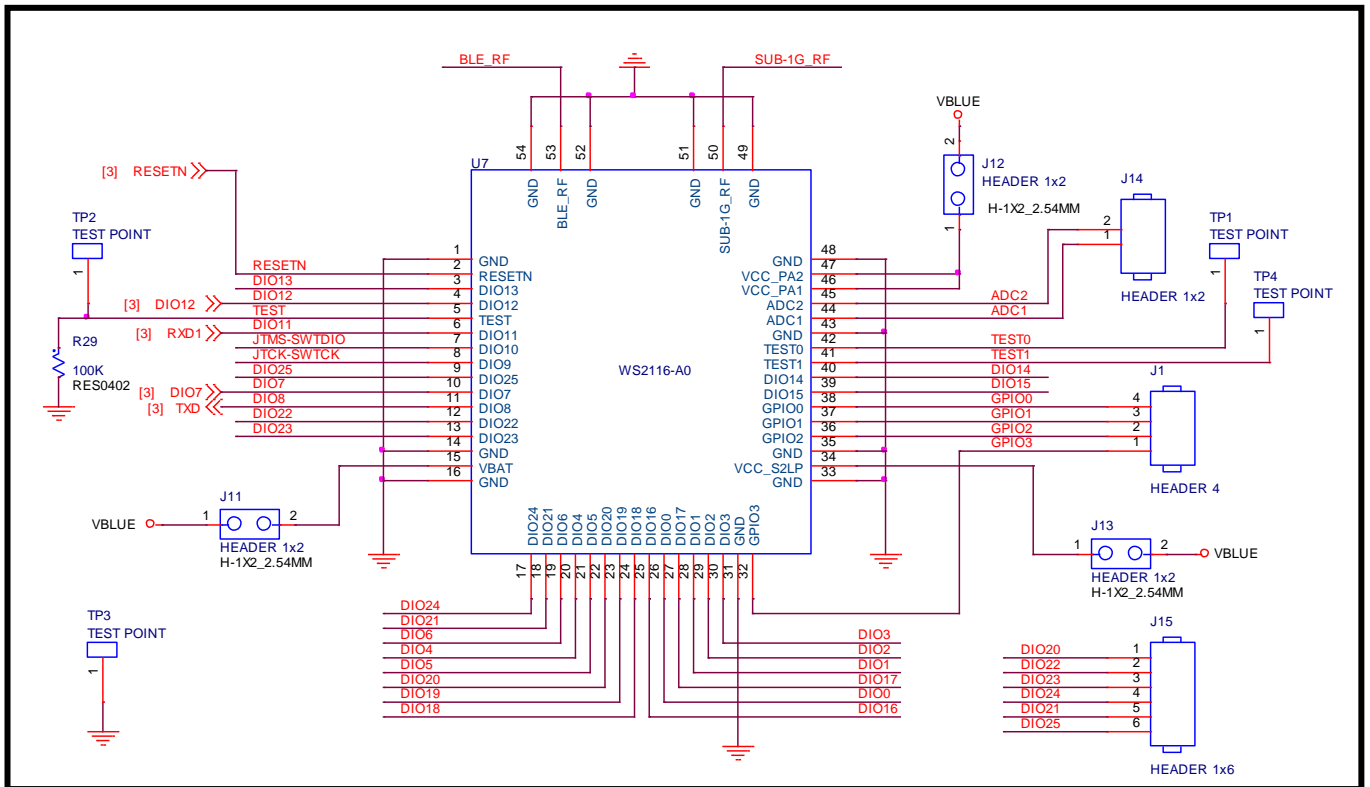 BLE_RF
SUB-1G_RF
VBLUE
54
53
52
51
50
49
2
[3] RESETN
U7
J12
HEADER 1x2
H-1X2_2.54MM
1
J14
2
1
HEADER 1x2
GND
BLE_RF
GND
GND
SUB-1G_RF
GND
TP2
TEST POINT
1
TP1
TEST POINT
1
TP4
TEST POINT
1
RESETN
DIO13
[3] DIO12
DIO12
TEST
[3] RXD1
DIO11
JTMS-SWTDIO
JTCK-SWTCK
DIO25
[3] DIO7
DIO7
[3] TXD
DIO8
DIO22
DIO23
R29
100K
RES0402
1 GND
2 RESETN
3 DIO13
4 DIO12
5 TEST
6 DIO11
7 DIO10
8 DIO9
9 DIO25
10 DIO7
11 DIO8
12 DIO22
13 DIO23
14 GND
15 VBAT
16 GND
WS2116-A0
GND 48
VCC_PA2 47
VCC_PA1 46
ADC2 45
ADC1 44
GND 43
TEST0 42
TEST1 41
DIO14 40
DIO15 39
GPIO0 38
GPIO1 37
GPIO2 36
GND 35
VCC_S2LP 34
GND 33
ADC2
ADC1
TEST0
TEST1
DIO14
DIO15
J1
GPIO0 4
GPIO1 3
GPIO2 2
GPIO3 1
HEADER 4
J11
VBLUE
1
2
HEADER 1x2
H-1X2_2.54MM
DIO24
DIO21
DIO6
DIO4
DIO5
DIO20
DIO19
DIO18
DIO16
DIO0
DIO17
DIO1
DIO2
DIO3
GND
GPIO3
17
18
19
20
21
22
23
24
25
26
27
28
29
30
31
32
J13
1
2
VBLUE
HEADER 1x2
H-1X2_2.54MM
TP3
TEST POINT
1
DIO24
DIO21
DIO6
DIO4
DIO5
DIO20
DIO19
DIO18
DIO3
DIO2
DIO1
DIO17
DIO0
DIO16
J15
DIO20 1
DIO22 2
DIO23 3
DIO24 4
DIO21 5
DIO25 6
HEADER 1x6